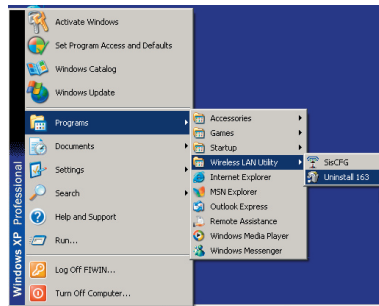 Activate Windows
Set Program Access and Defaults
Windows Catalog
Windows Update
Programs
Documents
Settings
Search
Help and Support
Run...
Log Off FIWIN...
Turn Off Computer...
Windows XP Professional
Accessories
Games
Startup
Wireless LAN Utility
Internet Explorer
MSN Explorer
Outlook Express
Remote Assistance
Windows Media Player
Windows Messenger
SisCFG
Uninstall 163